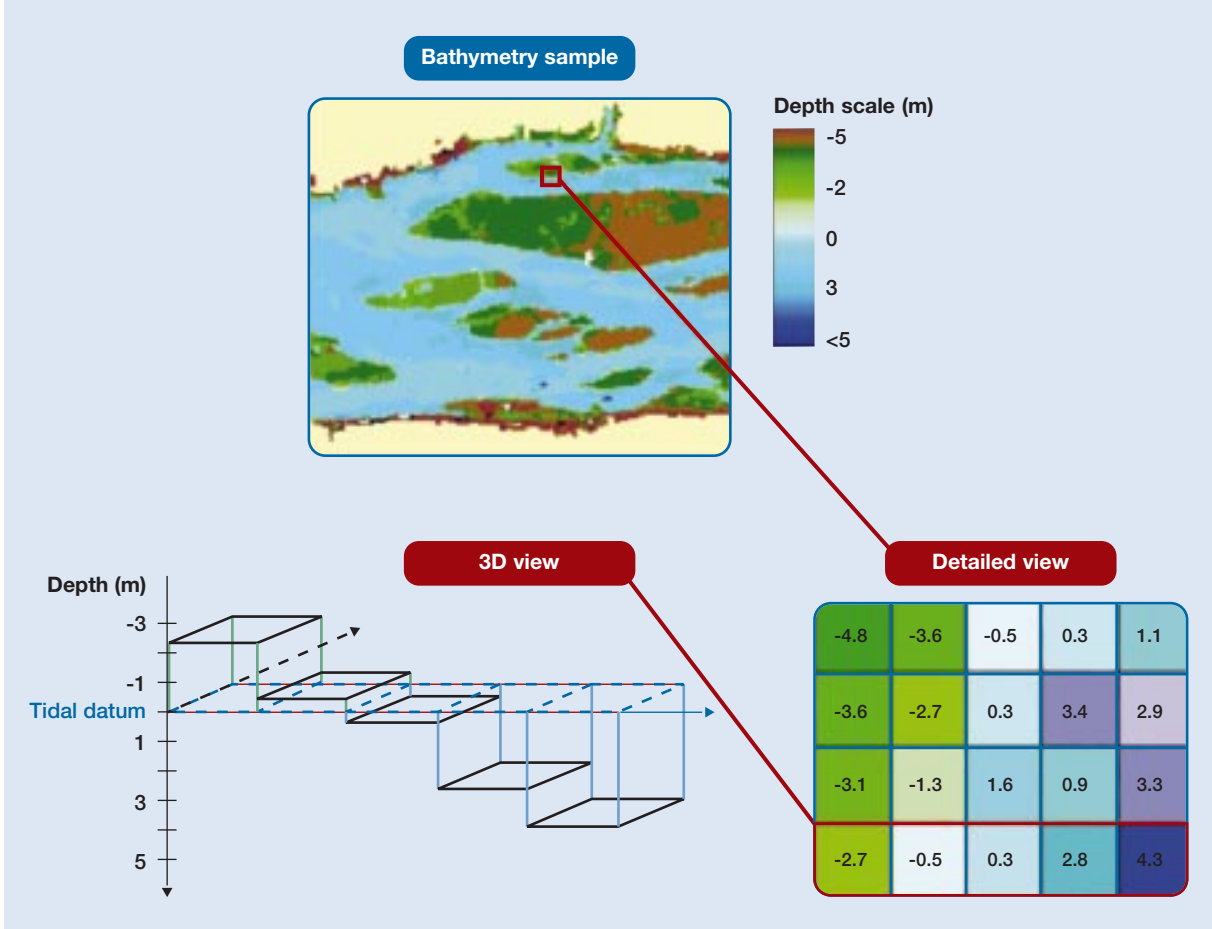 Bathymetry sample
Depth scale (m)
-5
-2
0
3
<5
3D view
Detailed view
Depth (m)
-3
-1
Tidal datum
1
3
5
-4.8 -3.6 -0.5 0.3 1.1
-3.6 -2.7 0.3 3.4 2.9
-3.1 -1.3 1.6 0.9 3.3
-2.7 -0.5 0.3 2.8 4.3